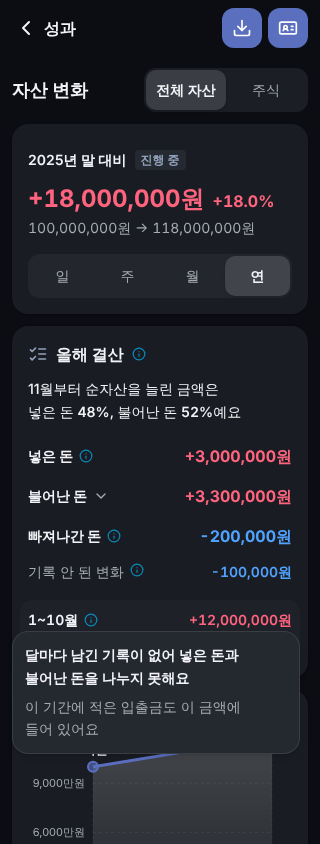 성과
자산 변화
전체 자산
주식
2025년 말 대비 진행 중
+18,000,000원 +18.0%
100,000,000원 → 118,000,000원
일 주 월 연
올해 결산
11월부터 순자산을 늘린 금액은
넣은 돈 48%, 불어난 돈 52%예요
넣은 돈 +3,000,000원
불어난 돈 +3,300,000원
빠져나간 돈 -200,000원
기록 안 된 변화 -100,000원
1~10월 +12,000,000원
달마다 남긴 기록이 없어 넣은 돈과
불어난 돈을 나누지 못해요
이 기간에 적은 입출금도 이 금액에
들어 있어요
9,000만원
6,000만원